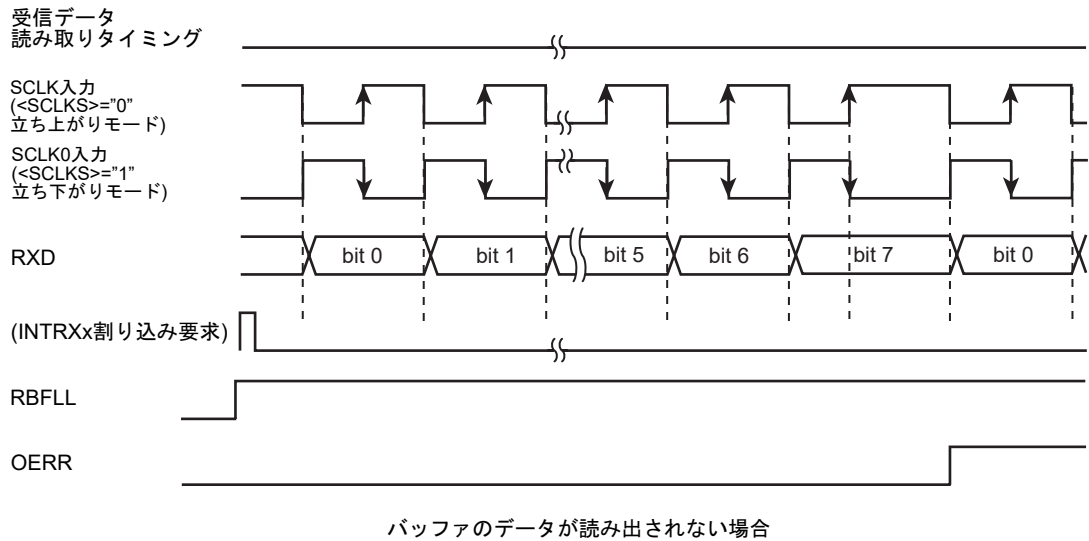 受信データ
読み取りタイミング
SCLK入力
(<SCLKS>="0"
立ち上がりモード)
SCLK0入力
(<SCLKS>="1"
立ち下がりモード)
RXD
bit 0
bit 1
bit 5
bit 6
bit 7
bit 0
(INTRXx割り込み要求)
RBFLL
OERR
バッファのデータが読み出されない場合